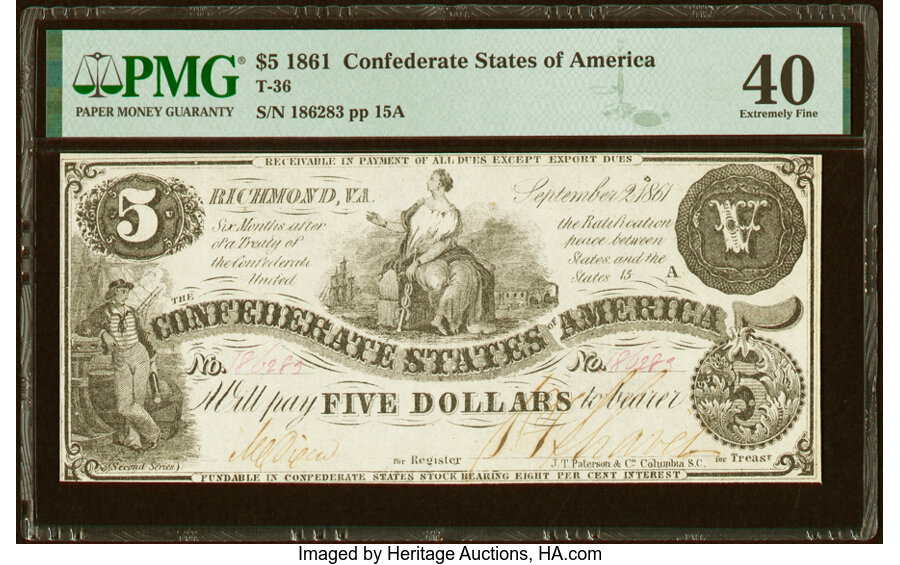 PMG®
PAPER MONEY GUARANTY
$5 1861 Confederate States of America
T-36
S/N 186283 pp 15A
40
Extremely Fine
RECEIVABLE IN PAYMENT OF ALL DUES EXCEPT EXPORT DUES
5
RICHMOND, VA.
September 2, 1861
V
Six Months after
of a Treaty of
the Confederate
United
the Ratification
peace between
States and the
States 15 A
THE
CONFEDERATE STATES OF AMERICA
No. 186283
No. 186283
5
Will pay FIVE DOLLARS to bearer
for Register
for Treasr
(Second Series)
J.T. Paterson & Co Columbia S.C.
FUNDABLE IN CONFEDERATE STATES STOCK BEARING EIGHT PER CENT INTEREST
Imaged by Heritage Auctions, HA.com